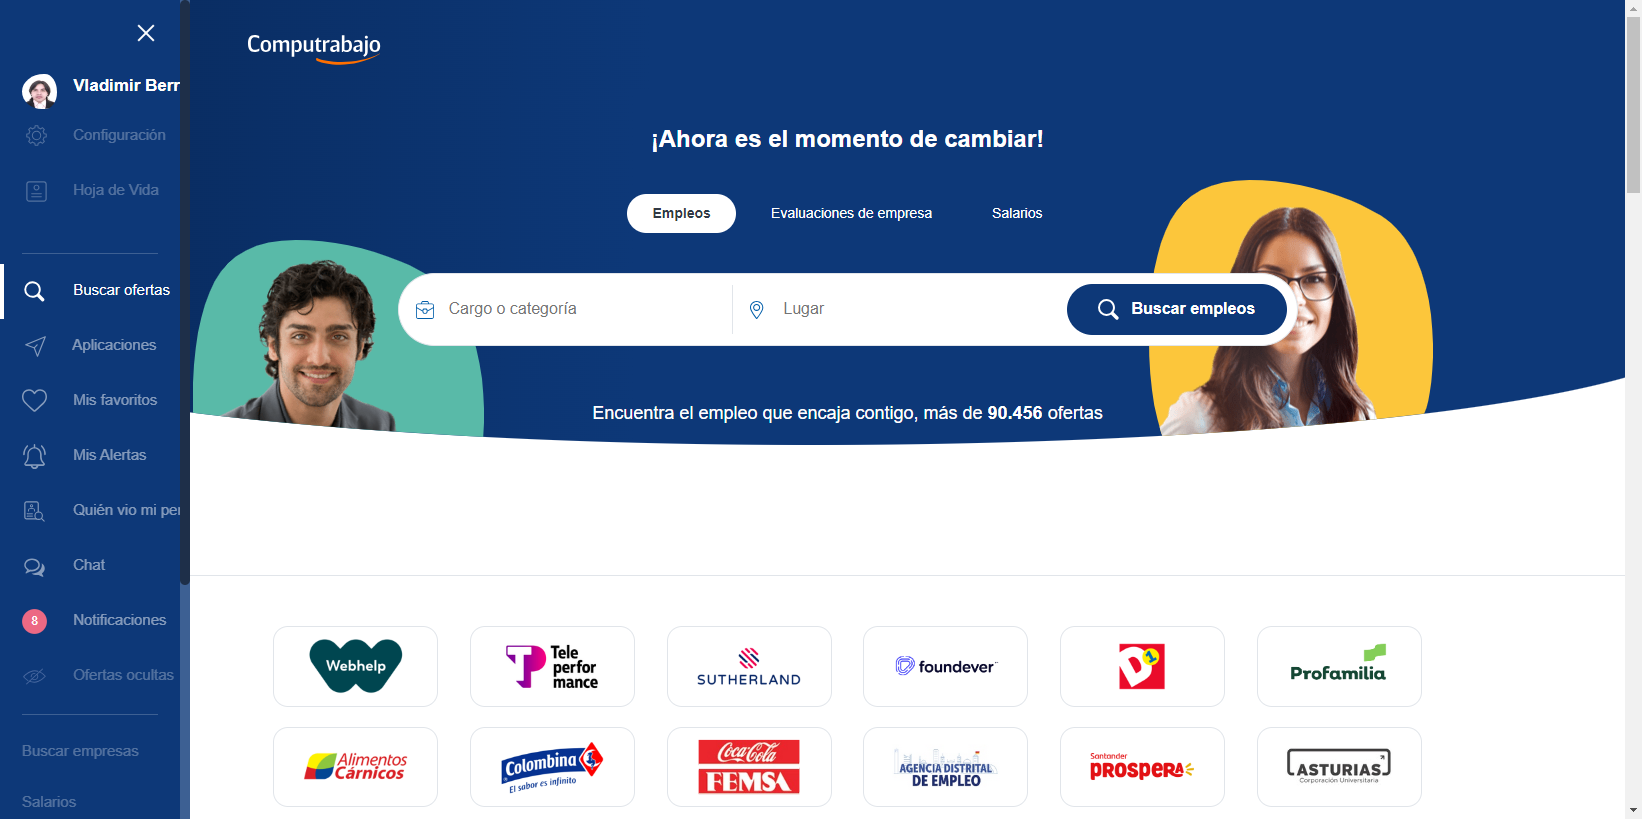 Vladimir Berr
Configuración
Hoja de Vida
Buscar ofertas
Aplicaciones
Mis favoritos
Mis Alertas
Quién vio mi per
Chat
8
Notificaciones
Ofertas ocultas
Buscar empresas
Salarios
Computrabajo
¡Ahora es el momento de cambiar!
Empleos
Evaluaciones de empresa
Salarios
Cargo o categoría
Lugar
Buscar empleos
Encuentra el empleo que encaja contigo, más de 90.456 ofertas
Webhelp
TP
Tele
perfor
mance
SUTHERLAND
foundever
D1
Profamilia
Alimentos
Cárnicos
Colombina
El sabor es infinito
Coca-Cola
FEMSA
AGENCIA DISTRITAL
DE EMPLEO
Santander
prosperA
ASTURIAS
Corporación Universitaria